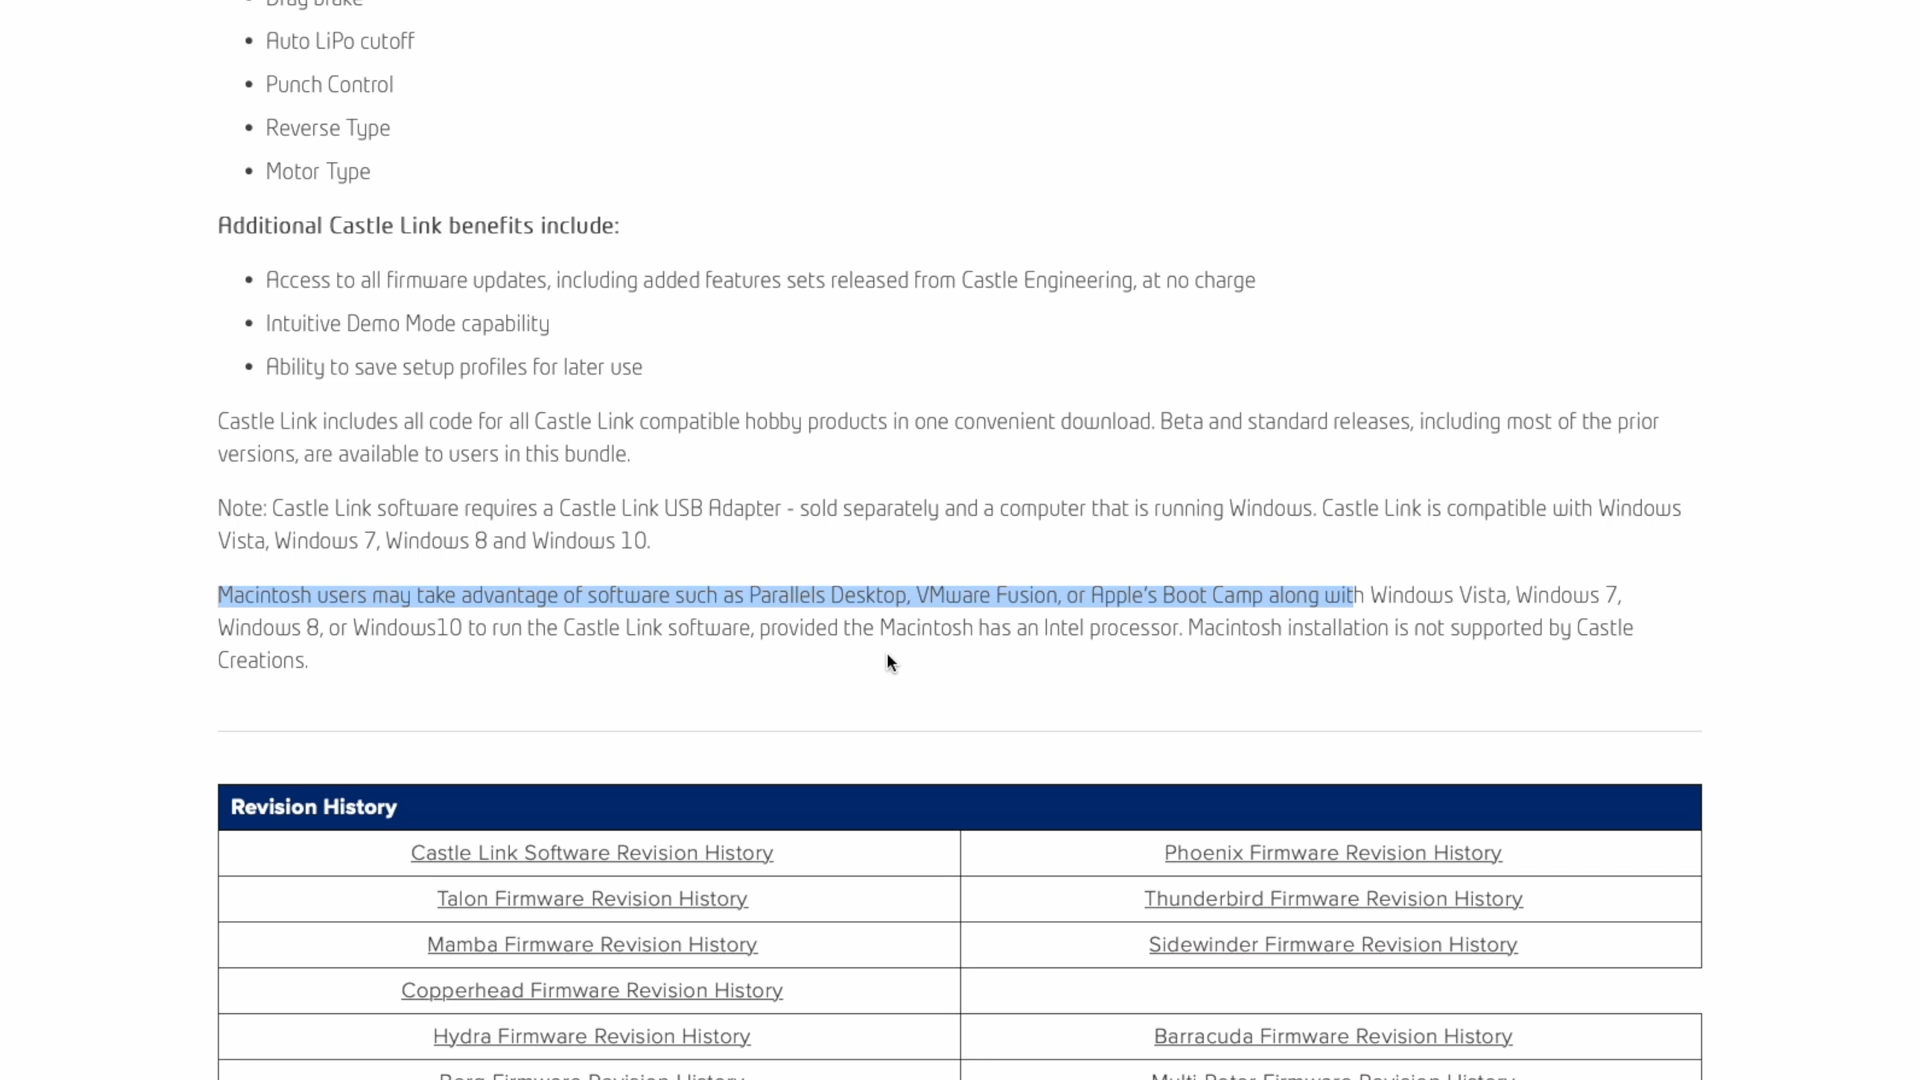 Drag brake
Auto LiPo cutoff
Punch Control
Reverse Type
Motor Type
Additional Castle Link benefits include:
Access to all firmware updates, including added features sets released from Castle Engineering, at no charge
Intuitive Demo Mode capability
Ability to save setup profiles for later use
Castle Link includes all code for all Castle Link compatible hobby products in one convenient download. Beta and standard releases, including most of the prior
versions, are available to users in this bundle.
Note: Castle Link software requires a Castle Link USB Adapter - sold separately and a computer that is running Windows. Castle Link is compatible with Windows
Vista, Windows 7, Windows 8 and Windows 10.
Macintosh users may take advantage of software such as Parallels Desktop, VMware Fusion, or Apple's Boot Camp along with Windows Vista, Windows 7,
Windows 8, or Windows10 to run the Castle Link software, provided the Macintosh has an Intel processor. Macintosh installation is not supported by Castle
Creations.
Revision History
Castle Link Software Revision History
Phoenix Firmware Revision History
Talon Firmware Revision History
Thunderbird Firmware Revision History
Mamba Firmware Revision History
Sidewinder Firmware Revision History
Copperhead Firmware Revision History
Hydra Firmware Revision History
Barracuda Firmware Revision History
Firmware Revision History
Multi Rotor Firmware Revision History